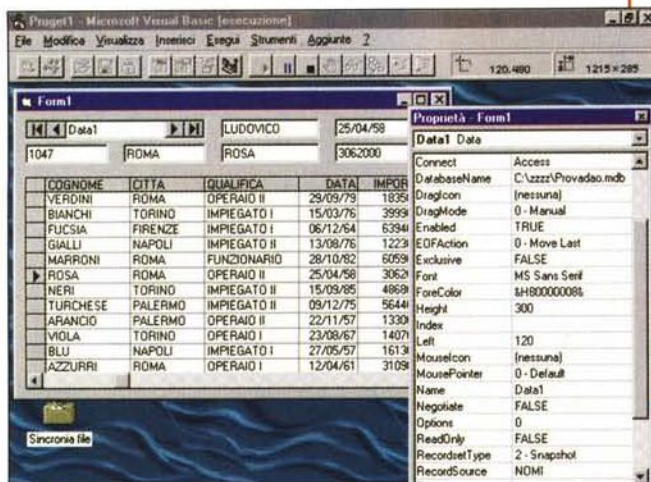 Proget1 - Microsoft Visual Basic [esecuzione]
File Modifica Visualizza Inserisci Esegui Strumenti Aggiunte ?
120,480 1215 × 285
Form1
Data1 LUDOVICO 25/04/58
1047 ROMA ROSA 3062000
COGNOME CITTA QUALIFICA DATA IMPOR
VERDINI ROMA OPERAIO II 29/09/79 1835
BIANCHI TORINO IMPIEGATO I 15/03/76 3999
FUCSIA FIRENZE IMPIEGATO I 06/12/64 6394
GIALLI NAPOLI IMPIEGATO II 13/08/76 1223
MARRONI ROMA FUNZIONARIO 28/10/82 6059
ROSA ROMA OPERAIO II 25/04/58 3062
NERI TORINO IMPIEGATO II 15/09/85 4868
TURCHESE PALERMO IMPIEGATO II 09/12/75 5644
ARANCIO PALERMO OPERAIO II 22/11/57 1330
VIOLA TORINO OPERAIO I 23/08/67 1407
BLU NAPOLI IMPIEGATO I 27/05/57 1613
AZZURRI ROMA OPERAIO I 12/04/61 3109
Sincronia file
Proprietà - Form1
Data1 Data
Connect Access
DatabaseName C:\zzzz\Provadao.mdb
DragIcon (nessuna)
DragMode 0 - Manual
Enabled TRUE
EOFAction 0 - Move Last
Exclusive FALSE
Font MS Sans Serif
ForeColor &H80000008&
Height 300
Index
Left 120
MouseIcon (nessuna)
MousePointer 0 - Default
Name Data1
Negotiate FALSE
Options 0
ReadOnly FALSE
RecordsetType 2 - Snapshot
RecordSource NOMI